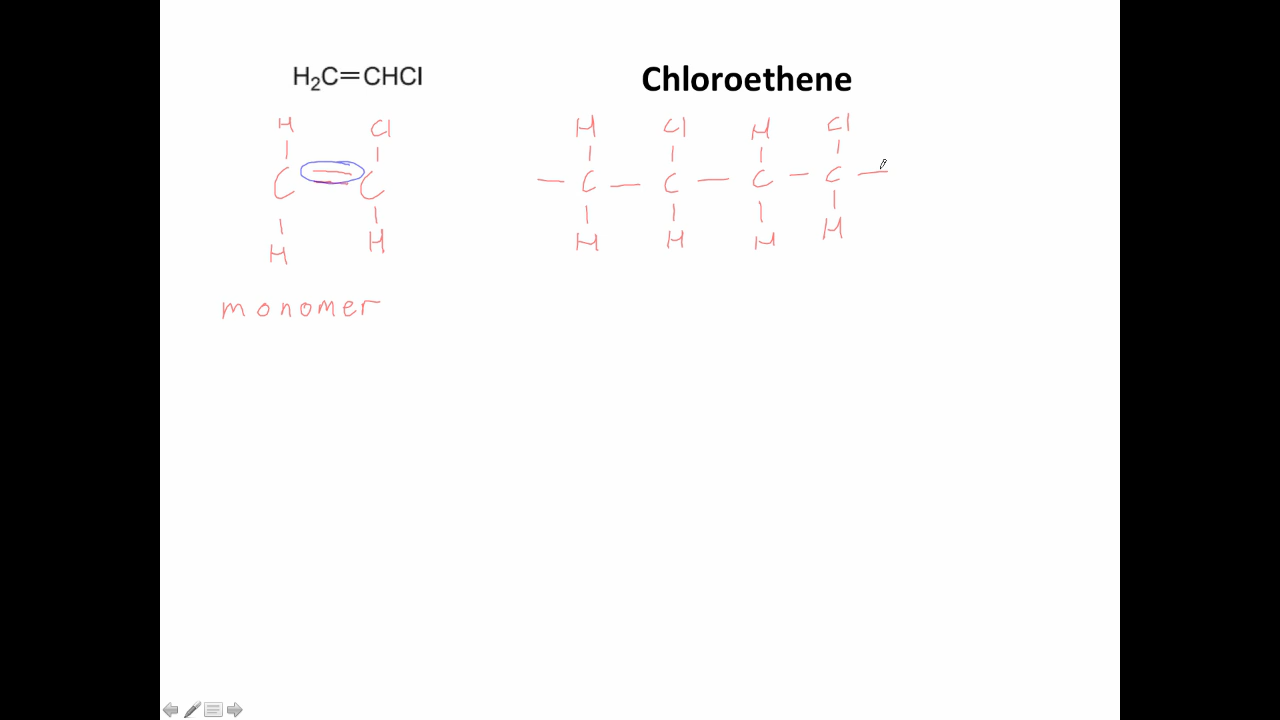 H₂C=CHCl
Chloroethene
H Cl H Cl H Cl
C = C – C – C – C – C –
H H H H H H
monomer